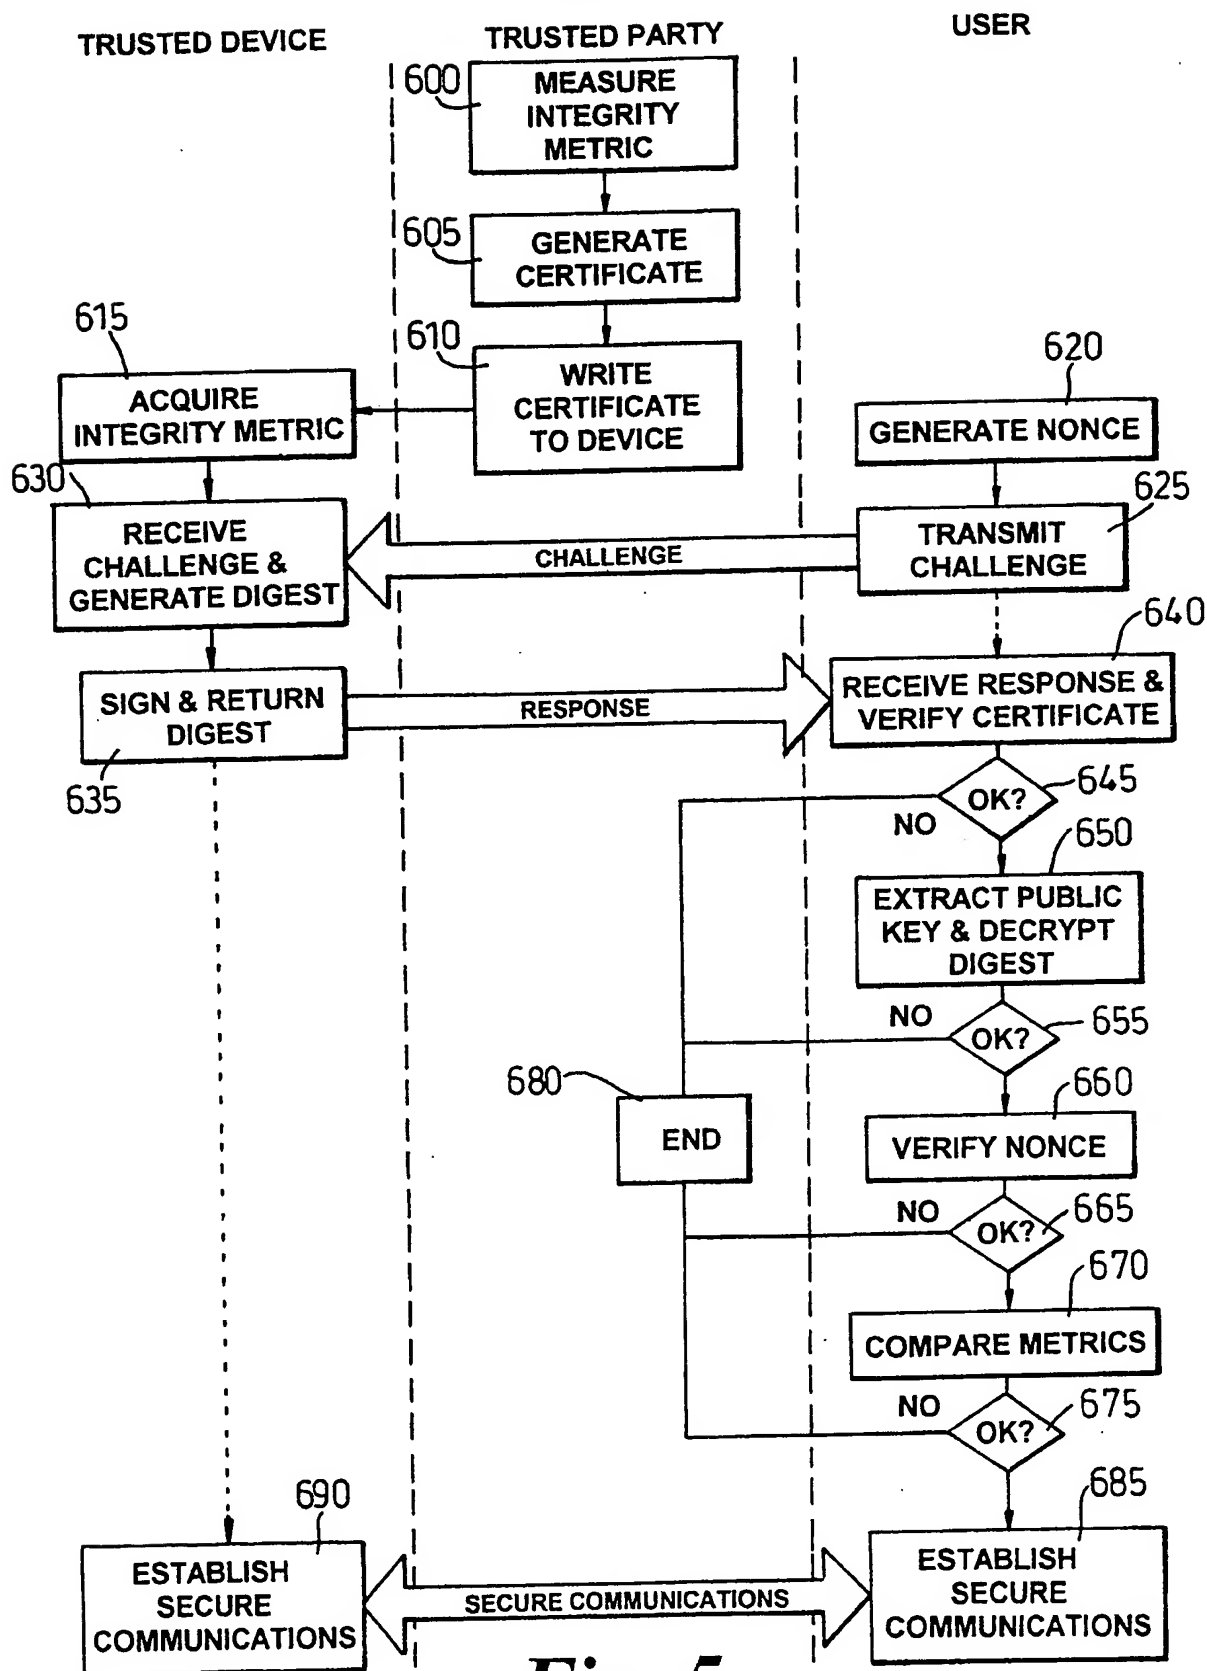 TRUSTED DEVICE
TRUSTED PARTY
USER
600
MEASURE
INTEGRITY
METRIC
605
GENERATE
CERTIFICATE
610
WRITE
CERTIFICATE
TO DEVICE
615
ACQUIRE
INTEGRITY METRIC
620
GENERATE NONCE
625
TRANSMIT
CHALLENGE
CHALLENGE
630
RECEIVE
CHALLENGE &
GENERATE DIGEST
SIGN & RETURN
DIGEST
635
RESPONSE
640
RECEIVE RESPONSE &
VERIFY CERTIFICATE
645
OK?
NO
650
EXTRACT PUBLIC
KEY & DECRYPT
DIGEST
NO
OK?
655
680
END
660
VERIFY NONCE
NO
OK?
665
670
COMPARE METRICS
NO
OK?
675
690
ESTABLISH
SECURE
COMMUNICATIONS
SECURE COMMUNICATIONS
685
ESTABLISH
SECURE
COMMUNICATIONS